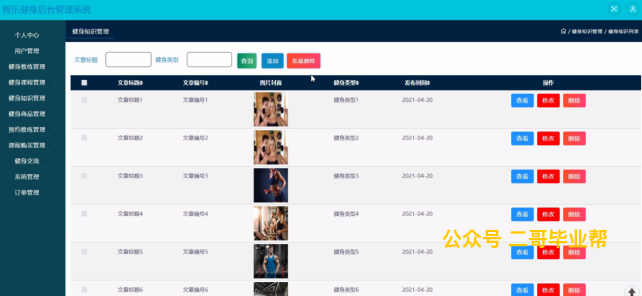 智乐健身后台管理系统
个人中心
用户管理
健身教练管理
健身课程管理
健身知识管理
健身商品管理
预约教练管理
课程购买管理
健身交流
系统管理
订单管理
健身知识管理
/ 健身知识管理 / 健身知识列表
文章标题 健身类型 查询 添加 批量删除
文章标题 文章编号 图片封面 健身类型 发布时间 操作
文章标题1 文章编号1 健身类型1 2021-04-20 查看 修改 删除
文章标题2 文章编号2 健身类型2 2021-04-20 查看 修改 删除
文章标题3 文章编号3 健身类型3 2021-04-20 查看 修改 删除
文章标题4 文章编号4 健身类型4 2021-04-20 查看 修改 删除
公众号 二哥毕业帮
文章标题5 文章编号5 健身类型5 2021-04-20 查看 修改 删除
文章标题6 文章编号6 健身类型6 2021-04-20 查看 修改 删除